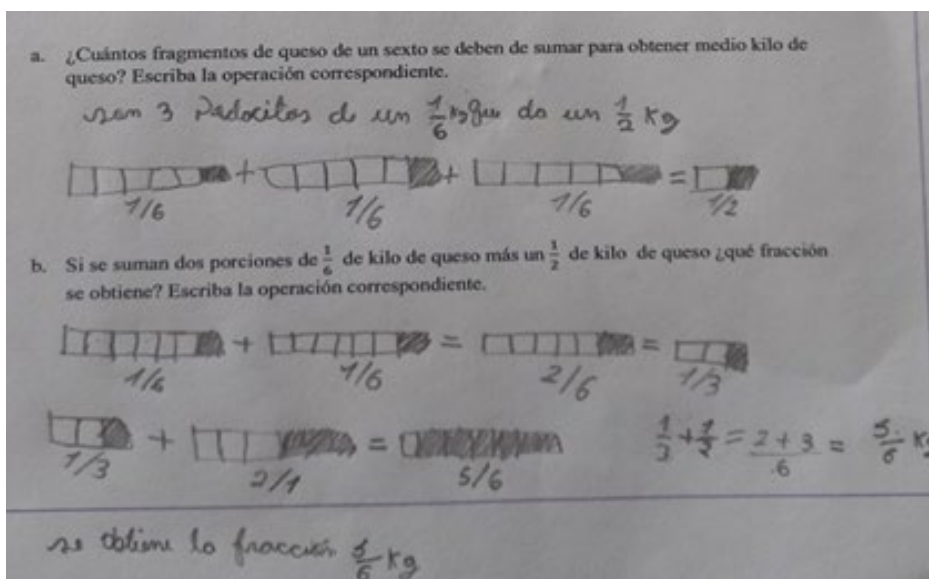 a. ¿Cuántos fragmentos de queso de un sexto se deben de sumar para obtener medio kilo de
queso? Escriba la operación correspondiente.
son 3 Pedocitos de un 1/6 kg que da un 1/2 kg
+ + =
1/6 1/6 1/6 1/2
b. Si se suman dos porciones de 1/6 de kilo de queso más un 1/2 de kilo de queso ¿qué fracción
se obtiene? Escriba la operación correspondiente.
+ = =
1/6 1/6 2/6 1/3
+ = 1/3 + 1/2 = 2+3/6 = 5/6 kg
1/3 2/1 5/6
se obtiene la fracción 5/6 kg